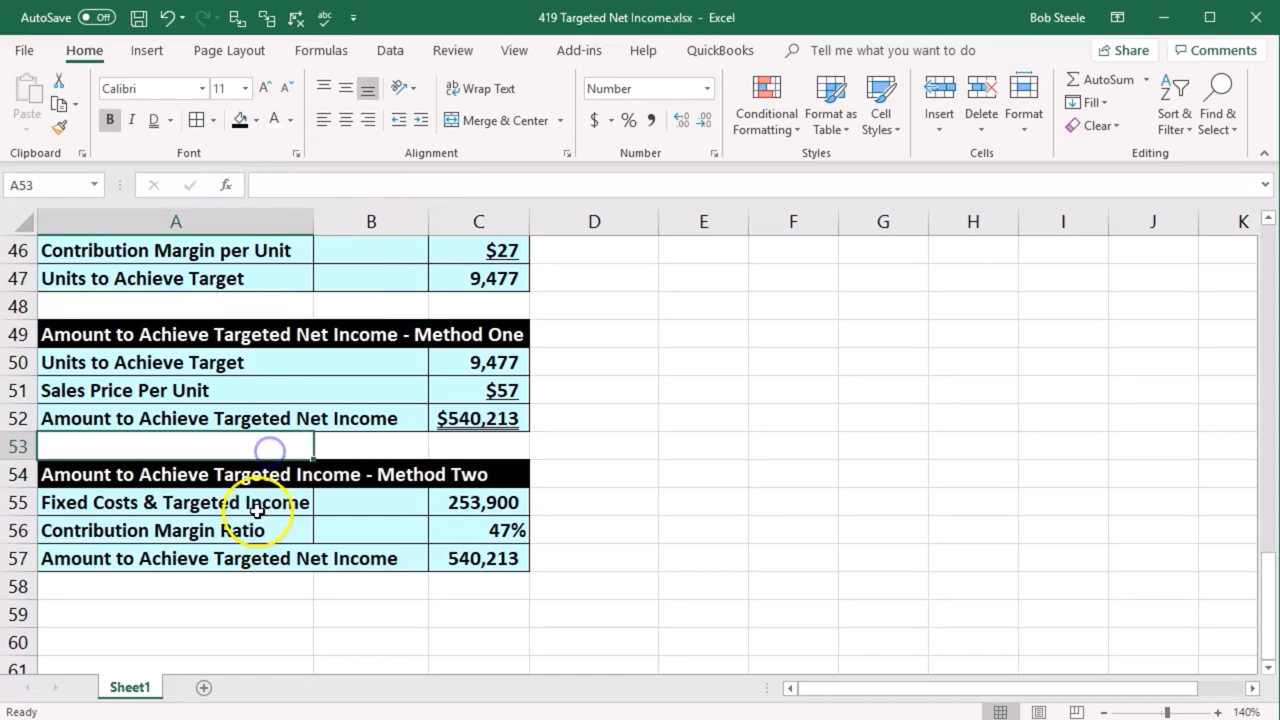 AutoSave Off 419 Targeted Net Income.xlsx - Excel Bob Steele
File Home Insert Page Layout Formulas Data Review View Add-ins Help QuickBooks Tell me what you want to do Share Comments
Paste
Clipboard
Calibri 11
B I D A
Font
Wrap Text
Merge & Center
Alignment
Number
$ % ,
Number
Conditional Formatting
Format as Table
Cell Styles
Styles
Insert Delete Format
Cells
AutoSum
Fill
Clear
Sort & Filter
Find & Select
Editing
A53 fx
A B C D E F G H I J K
46 Contribution Margin per Unit $27
47 Units to Achieve Target 9,477
48
49 Amount to Achieve Targeted Net Income - Method One
50 Units to Achieve Target 9,477
51 Sales Price Per Unit $57
52 Amount to Achieve Targeted Net Income $540,213
53
54 Amount to Achieve Targeted Income - Method Two
55 Fixed Costs & Targeted Income 253,900
56 Contribution Margin Ratio 47%
57 Amount to Achieve Targeted Net Income 540,213
58
59
60
61
Sheet1
Ready 140%